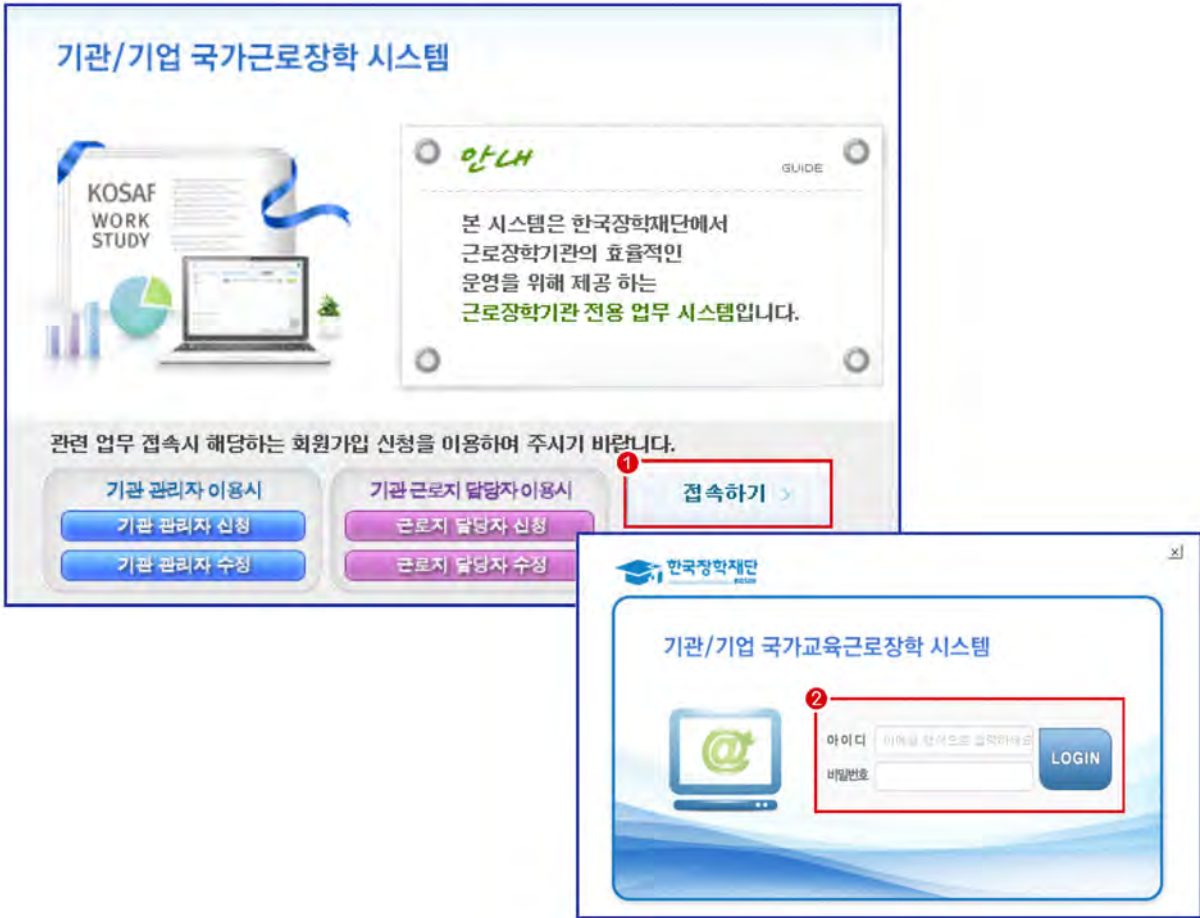 기관/기업 국가근로장학 시스템
KOSAF
WORK
STUDY
안내
GUIDE
본 시스템은 한국장학재단에서
근로장학기관의 효율적인
운영을 위해 제공 하는
근로장학기관 전용 업무 시스템입니다.
관련 업무 접속시 해당하는 회원가입 신청을 이용하여 주시기 바랍니다.
기관 관리자 이용시
기관 관리자 신청
기관 관리자 수정
기관 근로지 담당자 이용시
근로지 담당자 신청
근로지 담당자 수정
1
접속하기 >
한국장학재단
KOSAF
기관/기업 국가교육근로장학 시스템
2
아이디
비밀번호
LOGIN